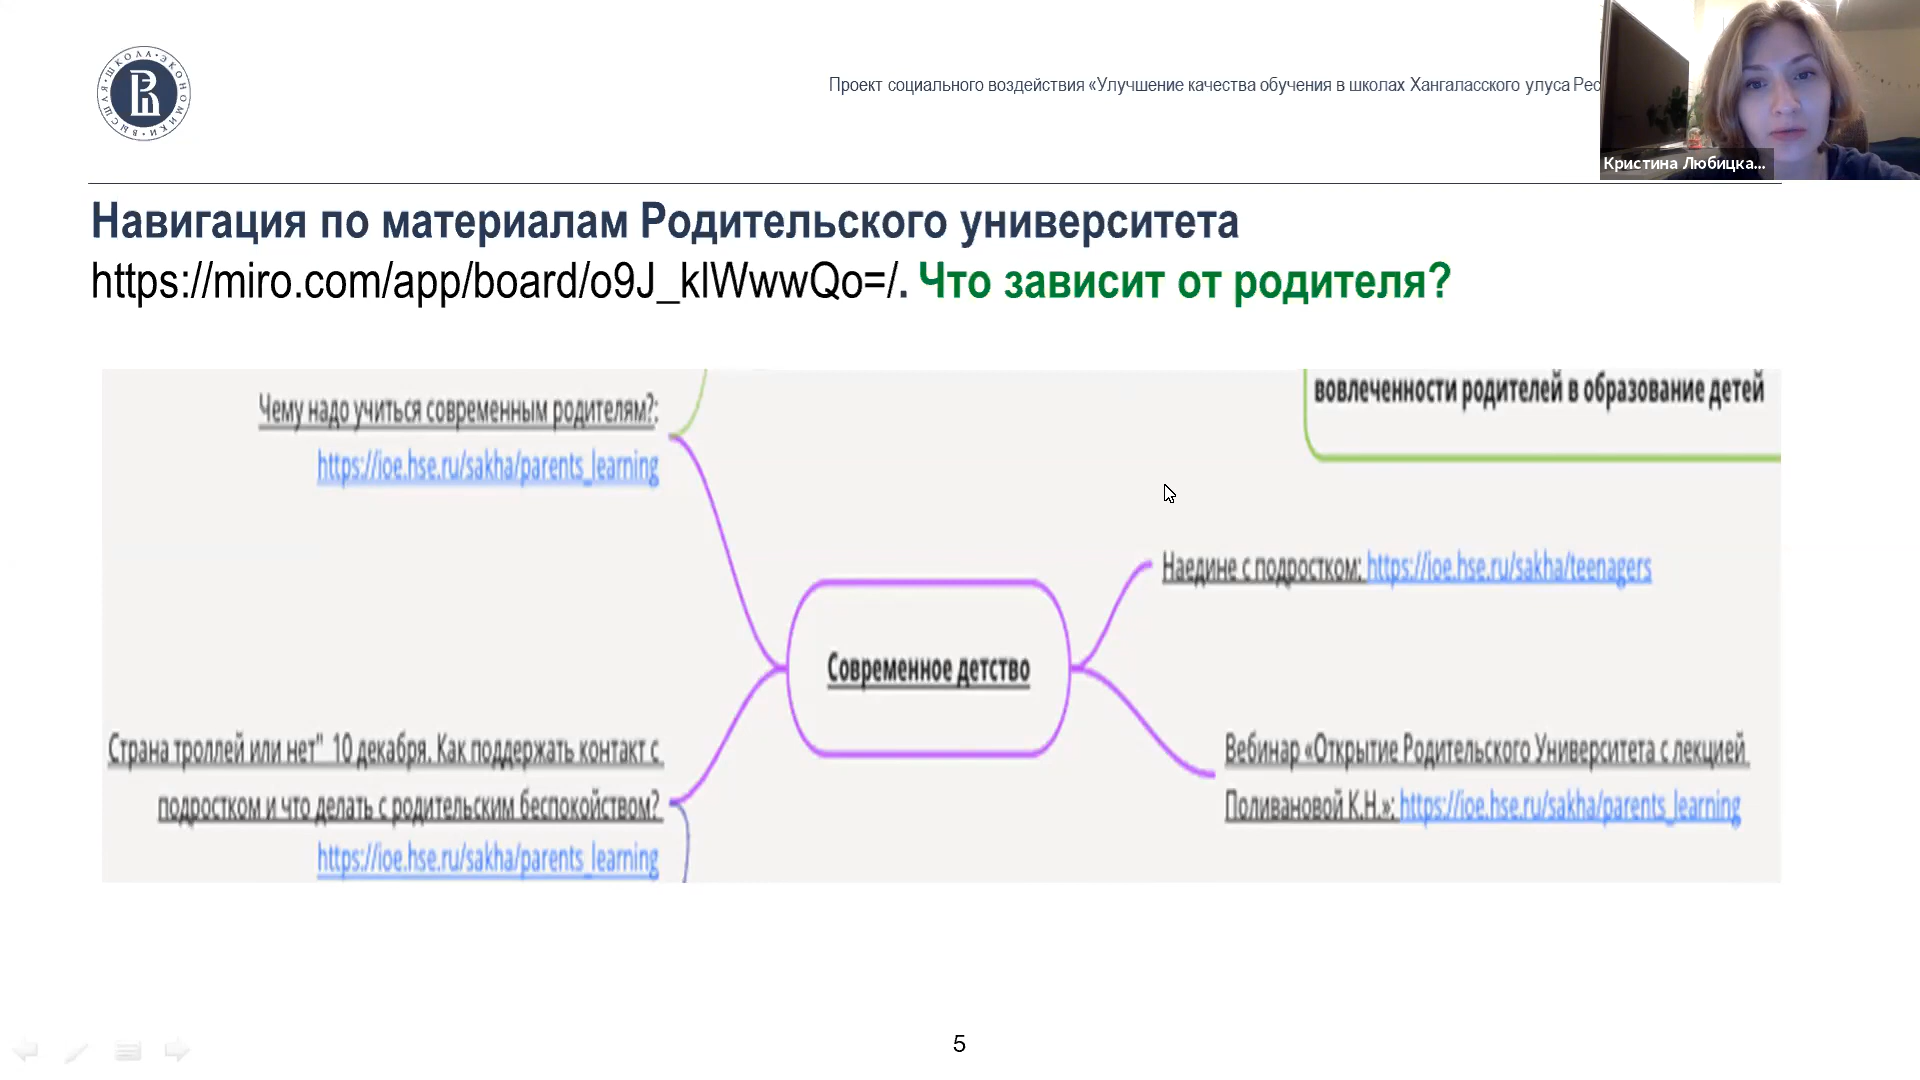 ВЫСШАЯ ШКОЛА ЭКОНОМИКИ
Проект социального воздействия «Улучшение качества обучения в школах Хангаласского улуса
Кристина Любицка...
Навигация по материалам Родительского университета
https://miro.com/app/board/o9J_klWwwQo=/. Что зависит от родителя?
вовлеченности родителей в образование детей
Чему надо учиться современным родителям?:
https://ioe.hse.ru/sakha/parents_learning
Наедине с подростком: https://ioe.hse.ru/sakha/teenagers
Современное детство
Страна троллей или нет" 10 декабря. Как поддержать контакт с
подростком и что делать с родительским беспокойством?
https://ioe.hse.ru/sakha/parents_learning
Вебинар «Открытие Родительского Университета с лекцией
Поливановой К.Н.»: https://ioe.hse.ru/sakha/parents_learning
5